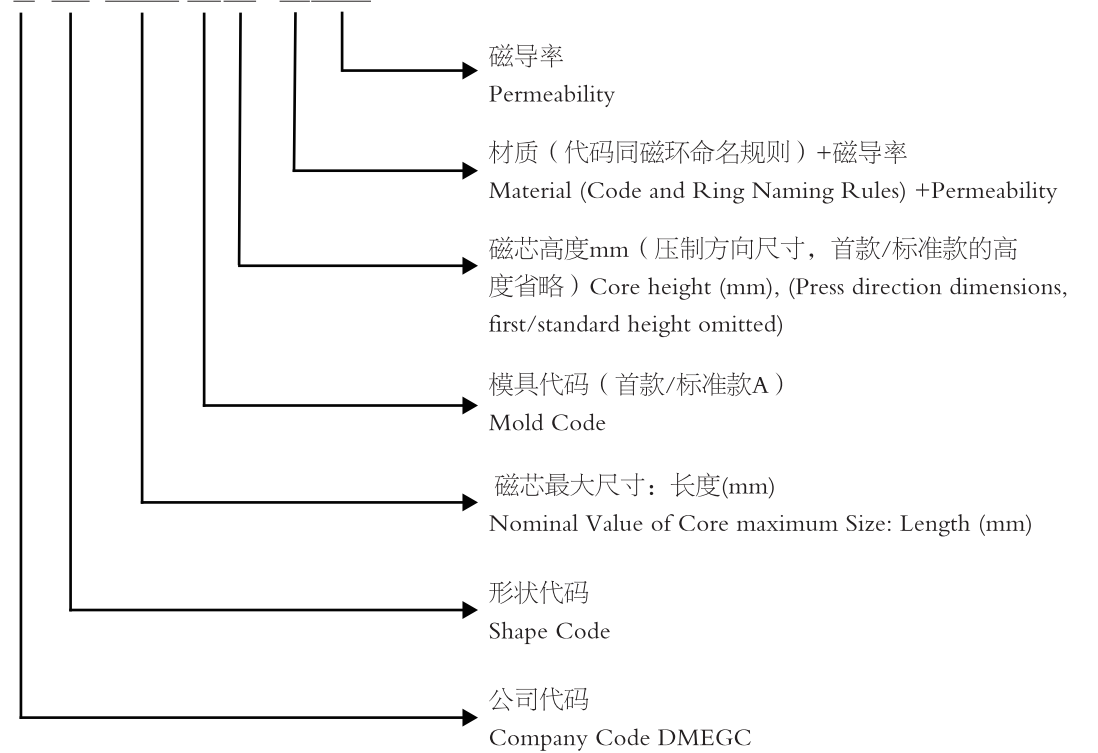 磁导率
Permeability
材质（代码同磁环命名规则）+磁导率
Material (Code and Ring Naming Rules) +Permeability
磁芯高度mm（压制方向尺寸，首款/标准款的高
度省略）Core height (mm), (Press direction dimensions,
first/standard height omitted)
模具代码（首款/标准款A）
Mold Code
磁芯最大尺寸：长度(mm)
Nominal Value of Core maximum Size: Length (mm)
形状代码
Shape Code
公司代码
Company Code DMEGC